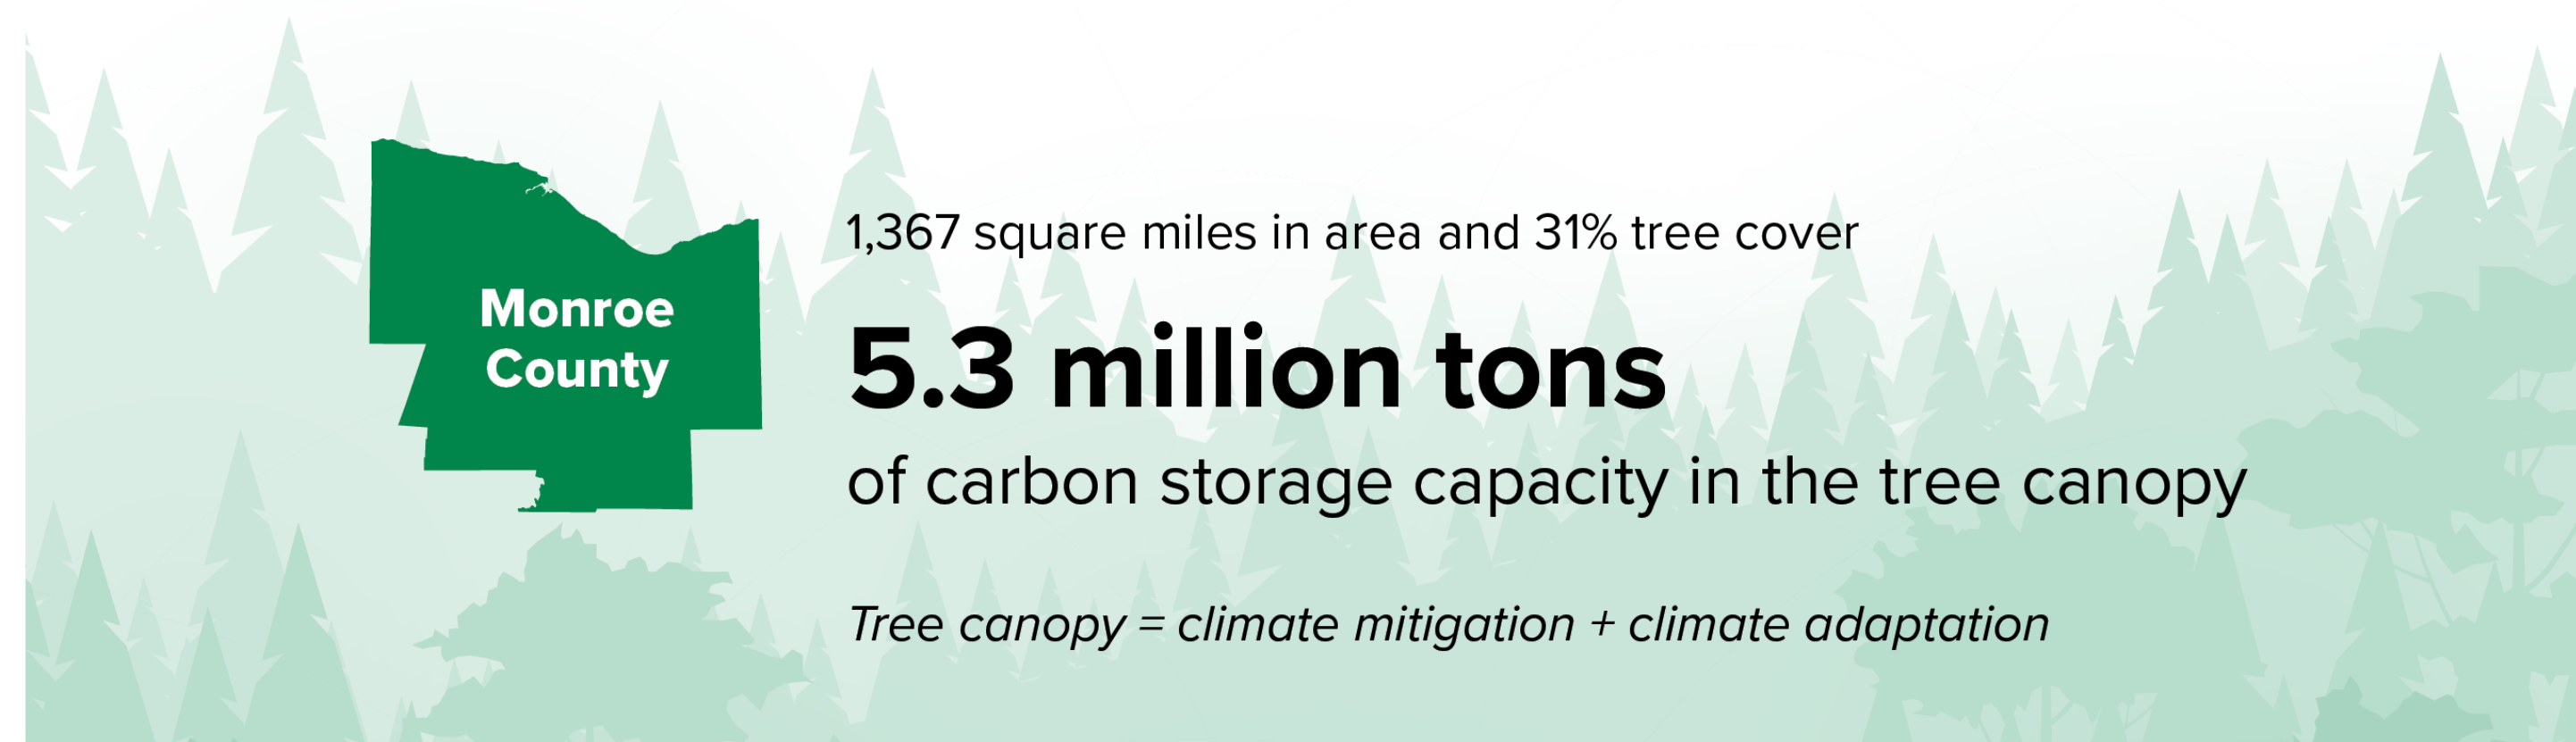 Monroe
County
1,367 square miles in area and 31% tree cover
5.3 million tons
of carbon storage capacity in the tree canopy
Tree canopy = climate mitigation + climate adaptation